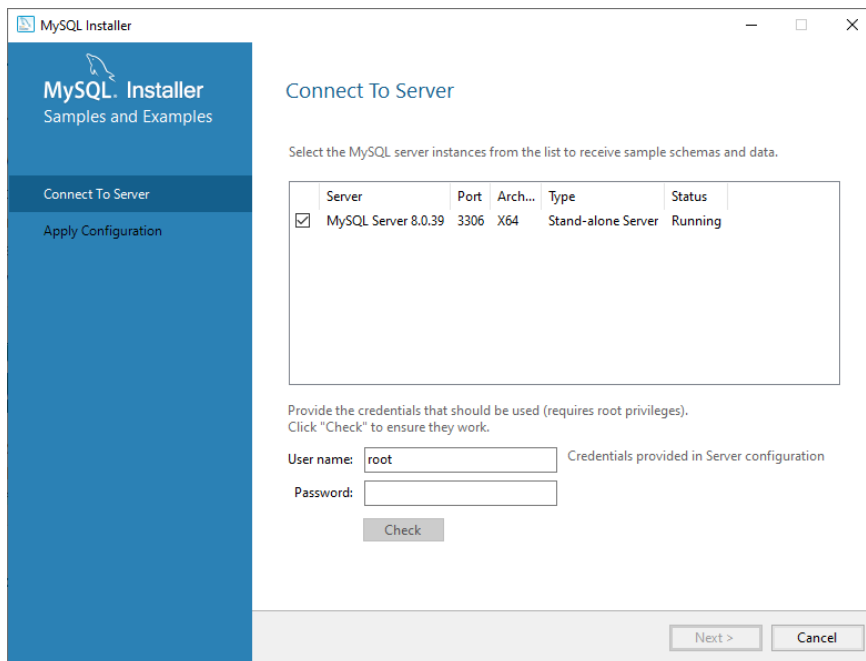 MySQL Installer
MySQL. Installer
Samples and Examples
Connect To Server
Apply Configuration
Connect To Server
Select the MySQL server instances from the list to receive sample schemas and data.
Server Port Arch... Type Status
MySQL Server 8.0.39 3306 X64 Stand-alone Server Running
Provide the credentials that should be used (requires root privileges).
Click "Check" to ensure they work.
User name: root Credentials provided in Server configuration
Password:
Check
Next > Cancel